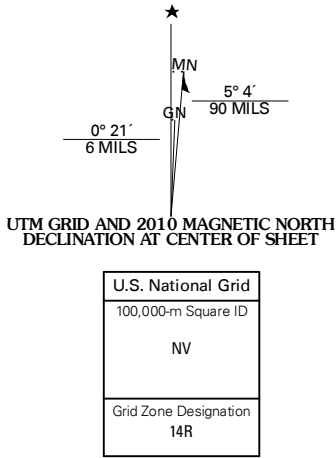 ★
MN
5° 4´
90 MILS
GN
0° 21´
6 MILS
UTM GRID AND 2010 MAGNETIC NORTH
DECLINATION AT CENTER OF SHEET
U.S. National Grid
100,000-m Square ID
NV
Grid Zone Designation
14R